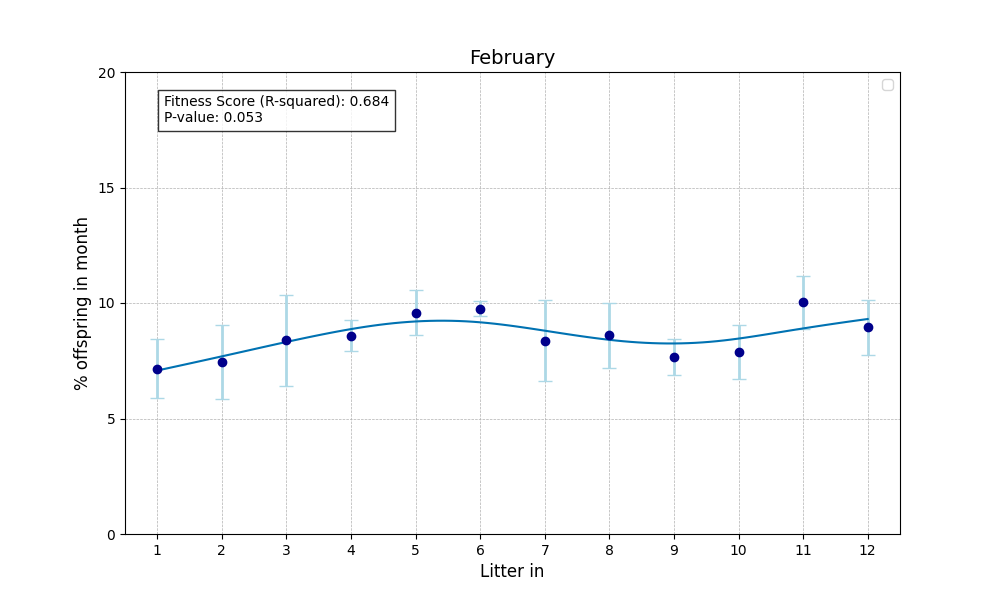 February
Fitness Score (R-squared): 0.684
P-value: 0.053
20
15
10
5
0
% offspring in month
1 2 3 4 5 6 7 8 9 10 11 12
Litter in